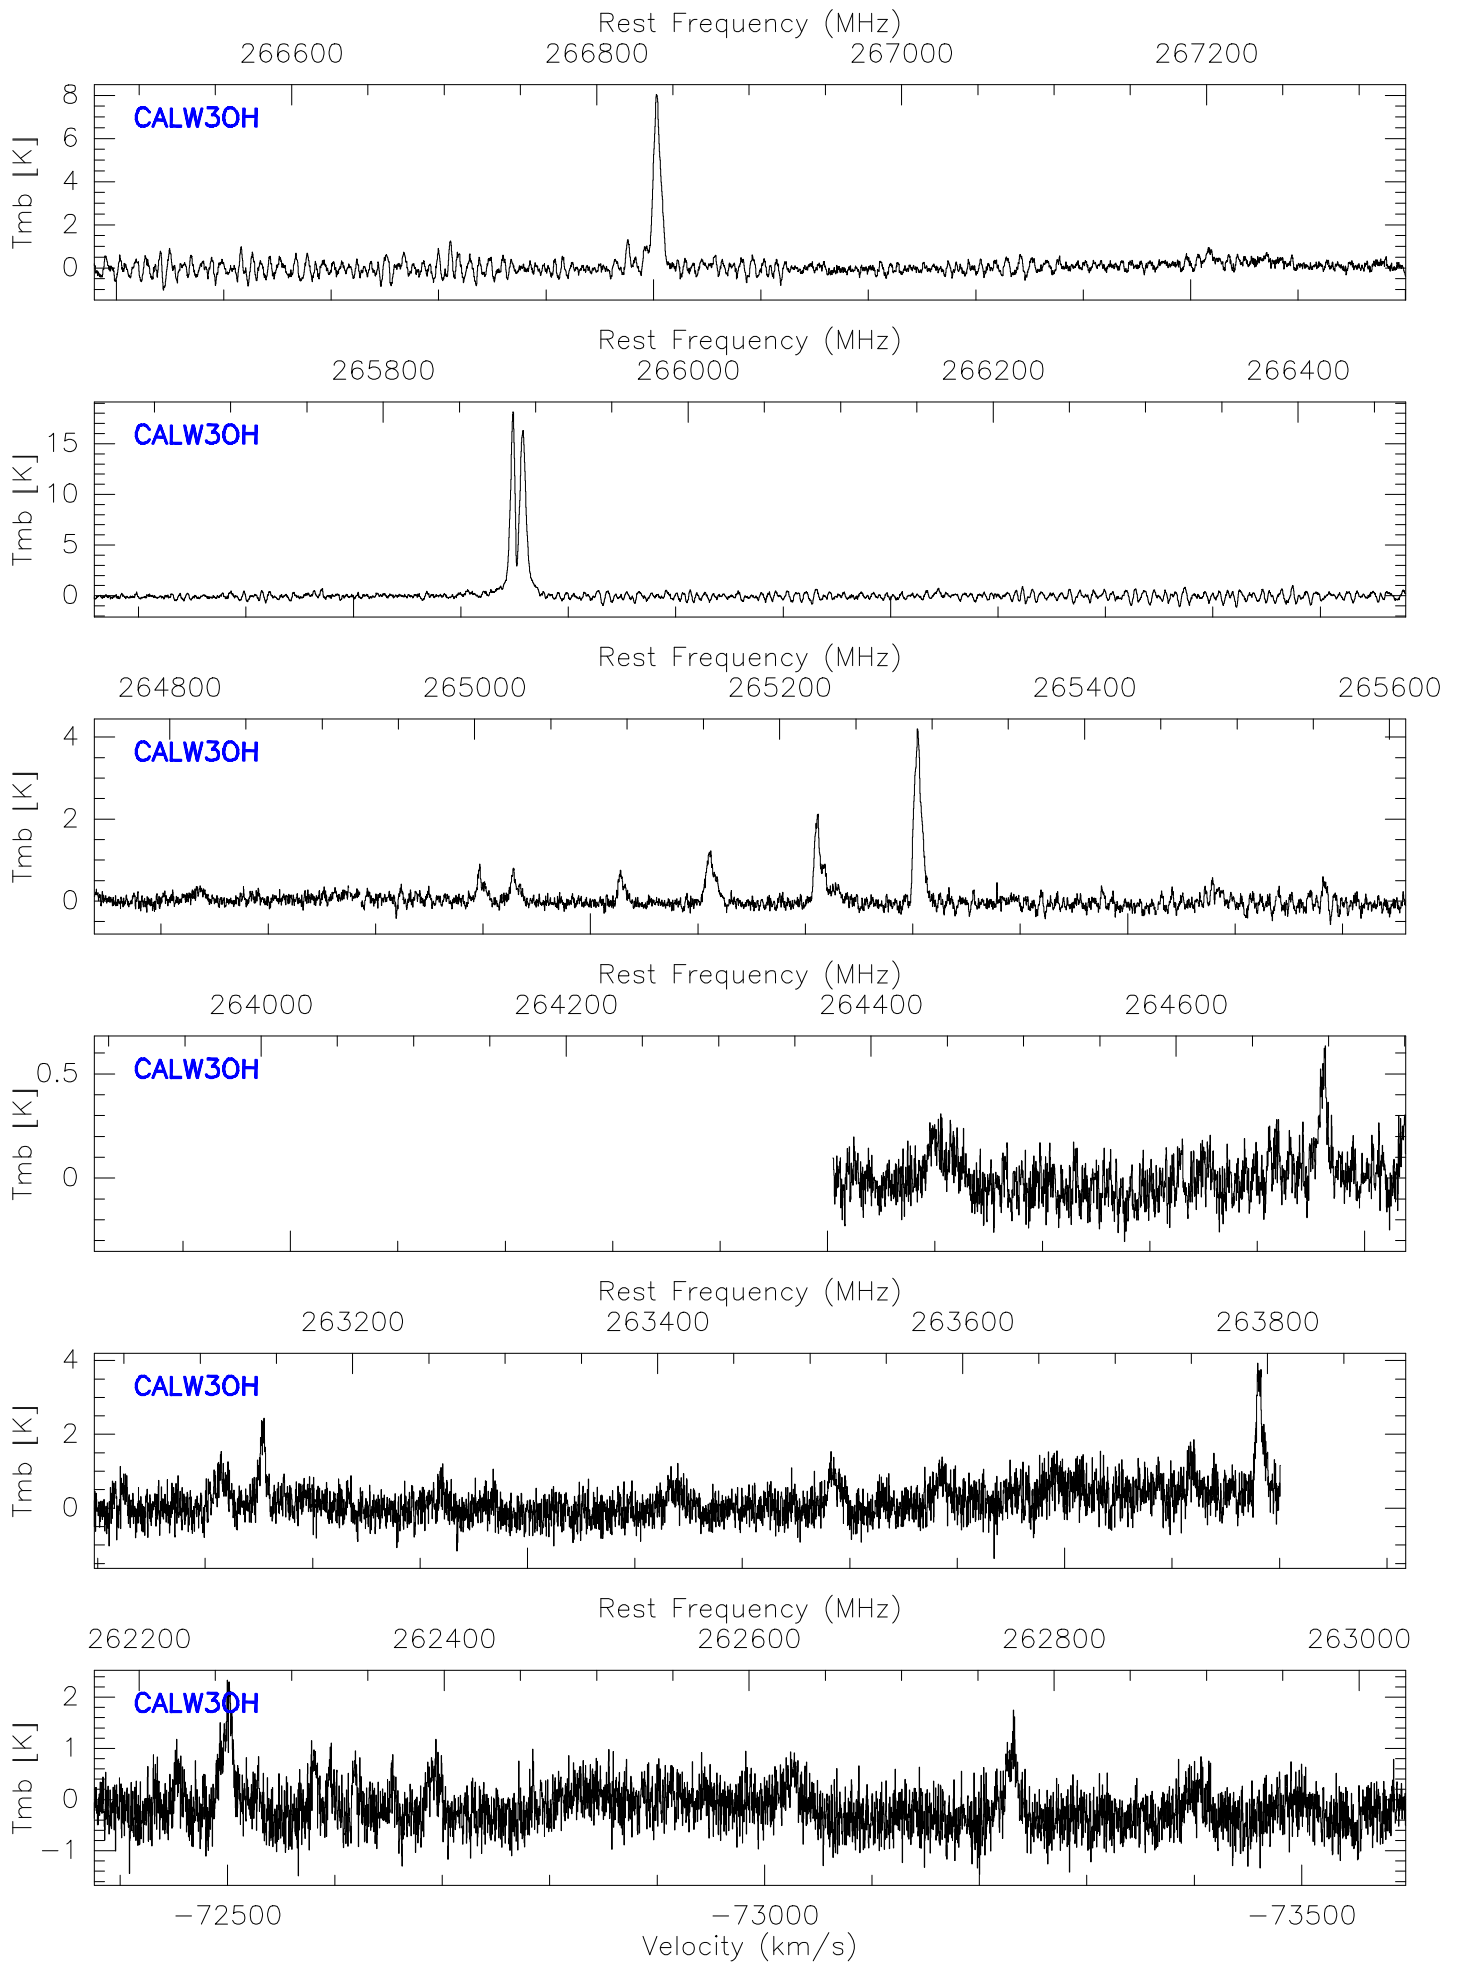 Rest Frequency (MHz)
266600 266800 267000 267200
8
CALW3OH
6
4
2
0
Tmb [K]
Rest Frequency (MHz)
265800 266000 266200 266400
CALW3OH
15
10
5
0
Tmb [K]
Rest Frequency (MHz)
264800 265000 265200 265400 265600
4
CALW3OH
2
0
Tmb [K]
Rest Frequency (MHz)
264000 264200 264400 264600
CALW3OH
0.5
0
Tmb [K]
Rest Frequency (MHz)
263200 263400 263600 263800
4
CALW3OH
2
0
Tmb [K]
Rest Frequency (MHz)
262200 262400 262600 262800 263000
2
CALW3OH
1
0
-1
Tmb [K]
-72500 -73000 -73500
Velocity (km/s)